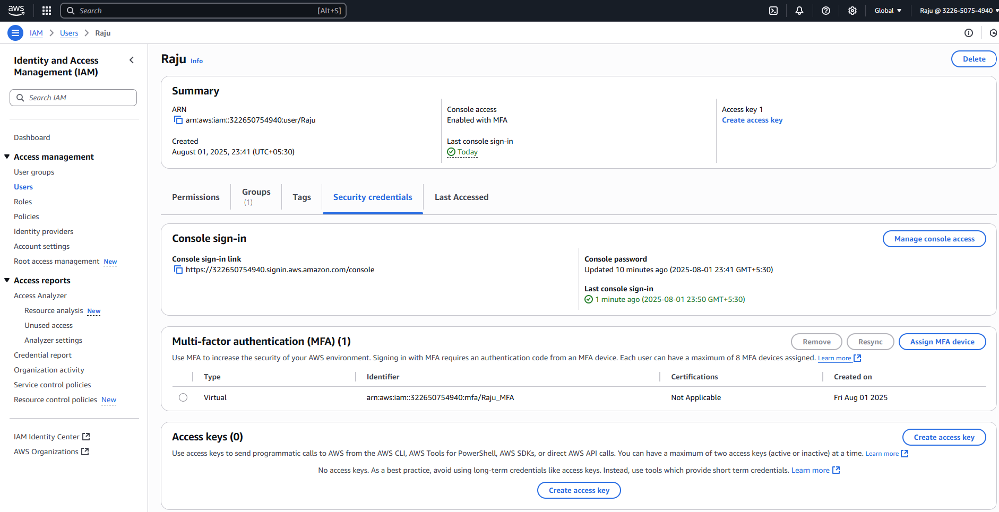 aws
Search [Alt+S]
Global
Raju @ 3226-5075-4940
IAM > Users > Raju
Identity and Access
Management (IAM)
Search IAM
Dashboard
Access management
User groups
Users
Roles
Policies
Identity providers
Account settings
Root access management New
Access reports
Access Analyzer
Resource analysis New
Unused access
Analyzer settings
Credential report
Organization activity
Service control policies
Resource control policies New
IAM Identity Center
AWS Organizations
Raju Info
Delete
Summary
ARN
arn:aws:iam::322650754940:user/Raju
Created
August 01, 2025, 23:41 (UTC+05:30)
Console access
Enabled with MFA
Last console sign-in
Today
Access key 1
Create access key
Permissions
Groups
(1)
Tags
Security credentials
Last Accessed
Console sign-in
Manage console access
Console sign-in link
https://322650754940.signin.aws.amazon.com/console
Console password
Updated 10 minutes ago (2025-08-01 23:41 GMT+5:30)
Last console sign-in
1 minute ago (2025-08-01 23:50 GMT+5:30)
Multi-factor authentication (MFA) (1)
Remove
Resync
Assign MFA device
Use MFA to increase the security of your AWS environment. Signing in with MFA requires an authentication code from an MFA device. Each user can have a maximum of 8 MFA devices assigned. Learn more
Type Identifier Certifications Created on
Virtual arn:aws:iam::322650754940:mfa/Raju_MFA Not Applicable Fri Aug 01 2025
Access keys (0)
Create access key
Use access keys to send programmatic calls to AWS from the AWS CLI, AWS Tools for PowerShell, AWS SDKs, or direct AWS API calls. You can have a maximum of two access keys (active or inactive) at a time. Learn more
No access keys. As a best practice, avoid using long-term credentials like access keys. Instead, use tools which provide short term credentials. Learn more
Create access key